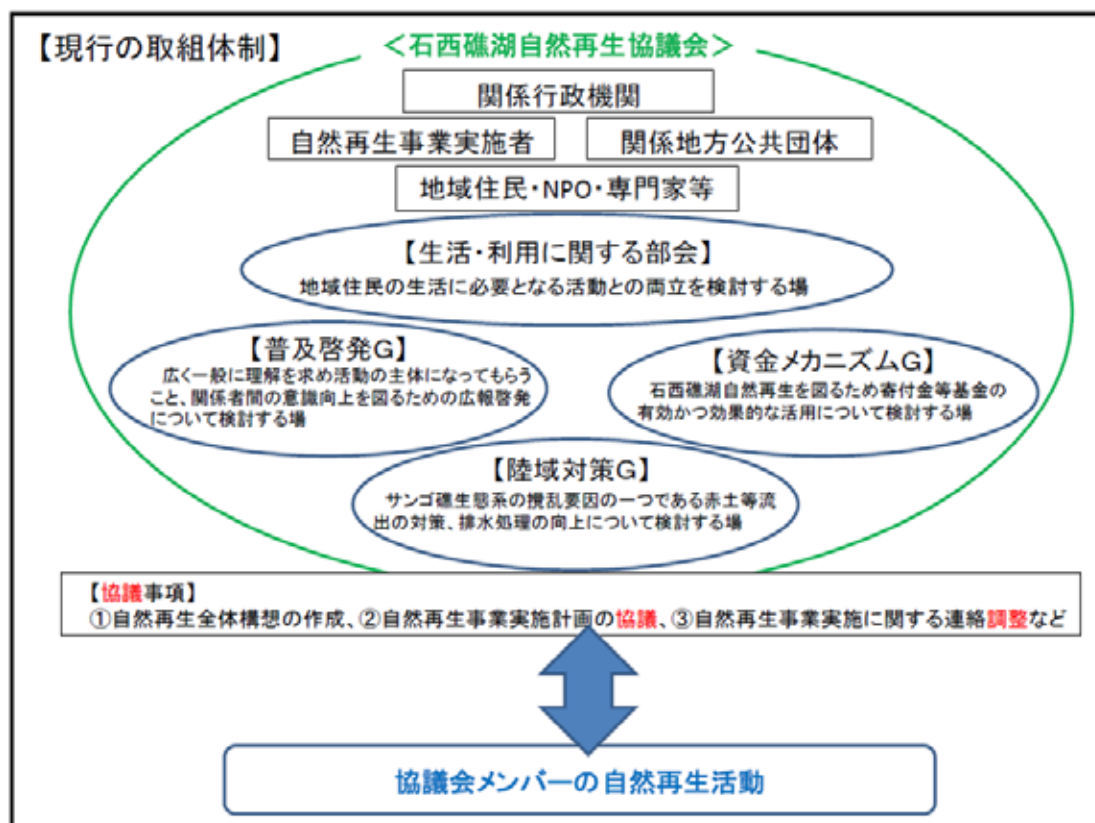 【現行の取組体制】
＜石西礁湖自然再生協議会＞
関係行政機関
自然再生事業実施者
関係地方公共団体
地域住民・NPO・専門家等
【生活・利用に関する部会】
地域住民の生活に必要となる活動との両立を検討する場
【普及啓発G】
広く一般に理解を求め活動の主体になってもらう
こと、関係者間の意識向上を図るための広報啓発
について検討する場
【資金メカニズムG】
石西礁湖自然再生を図るため寄付金等基金の
有効かつ効果的な活用について検討する場
【陸域対策G】
サンゴ礁生態系の攪乱要因の一つである赤土等流
出の対策、排水処理の向上について検討する場
【協議事項】
①自然再生全体構想の作成、②自然再生事業実施計画の協議、③自然再生事業実施に関する連絡調整など
協議会メンバーの自然再生活動